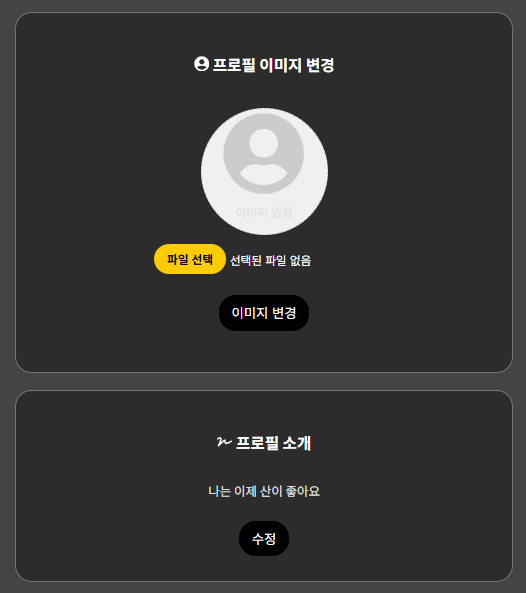 프로필 이미지 변경
이미지 없음
파일 선택 선택된 파일 없음
이미지 변경
프로필 소개
나는 이제 산이 좋아요
수정